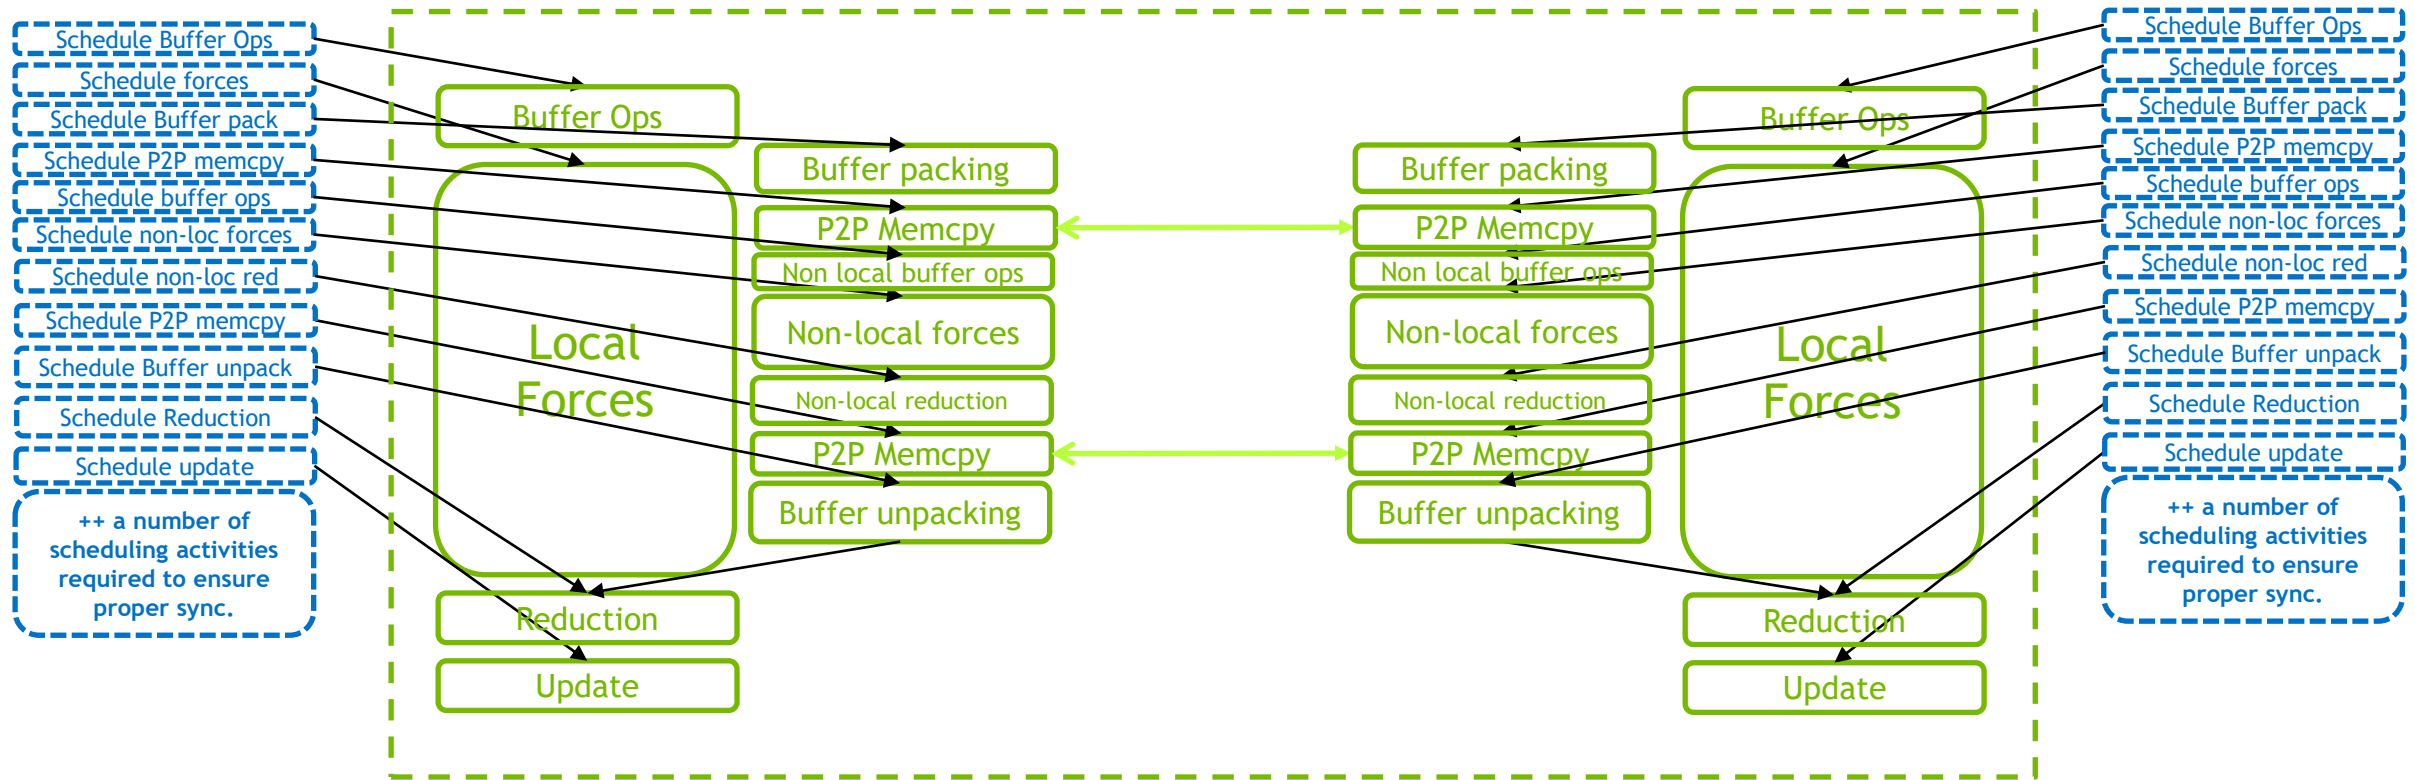 Schedule Buffer Ops
Schedule forces
Schedule Buffer pack
Schedule P2P memcpy
Schedule buffer ops
Schedule non-loc forces
Schedule non-loc red
Schedule P2P memcpy
Schedule Buffer unpack
Schedule Reduction
Schedule update
++ a number of
scheduling activities
required to ensure
proper sync.
Buffer Ops
Local
Forces
Reduction
Update
Buffer packing
P2P Memcpy
Non local buffer ops
Non-local forces
Non-local reduction
P2P Memcpy
Buffer unpacking
Buffer packing
P2P Memcpy
Non local buffer ops
Non-local forces
Non-local reduction
P2P Memcpy
Buffer unpacking
Buffer Ops
Local
Forces
Reduction
Update
Schedule Buffer Ops
Schedule forces
Schedule Buffer pack
Schedule P2P memcpy
Schedule buffer ops
Schedule non-loc forces
Schedule non-loc red
Schedule P2P memcpy
Schedule Buffer unpack
Schedule Reduction
Schedule update
++ a number of
scheduling activities
required to ensure
proper sync.